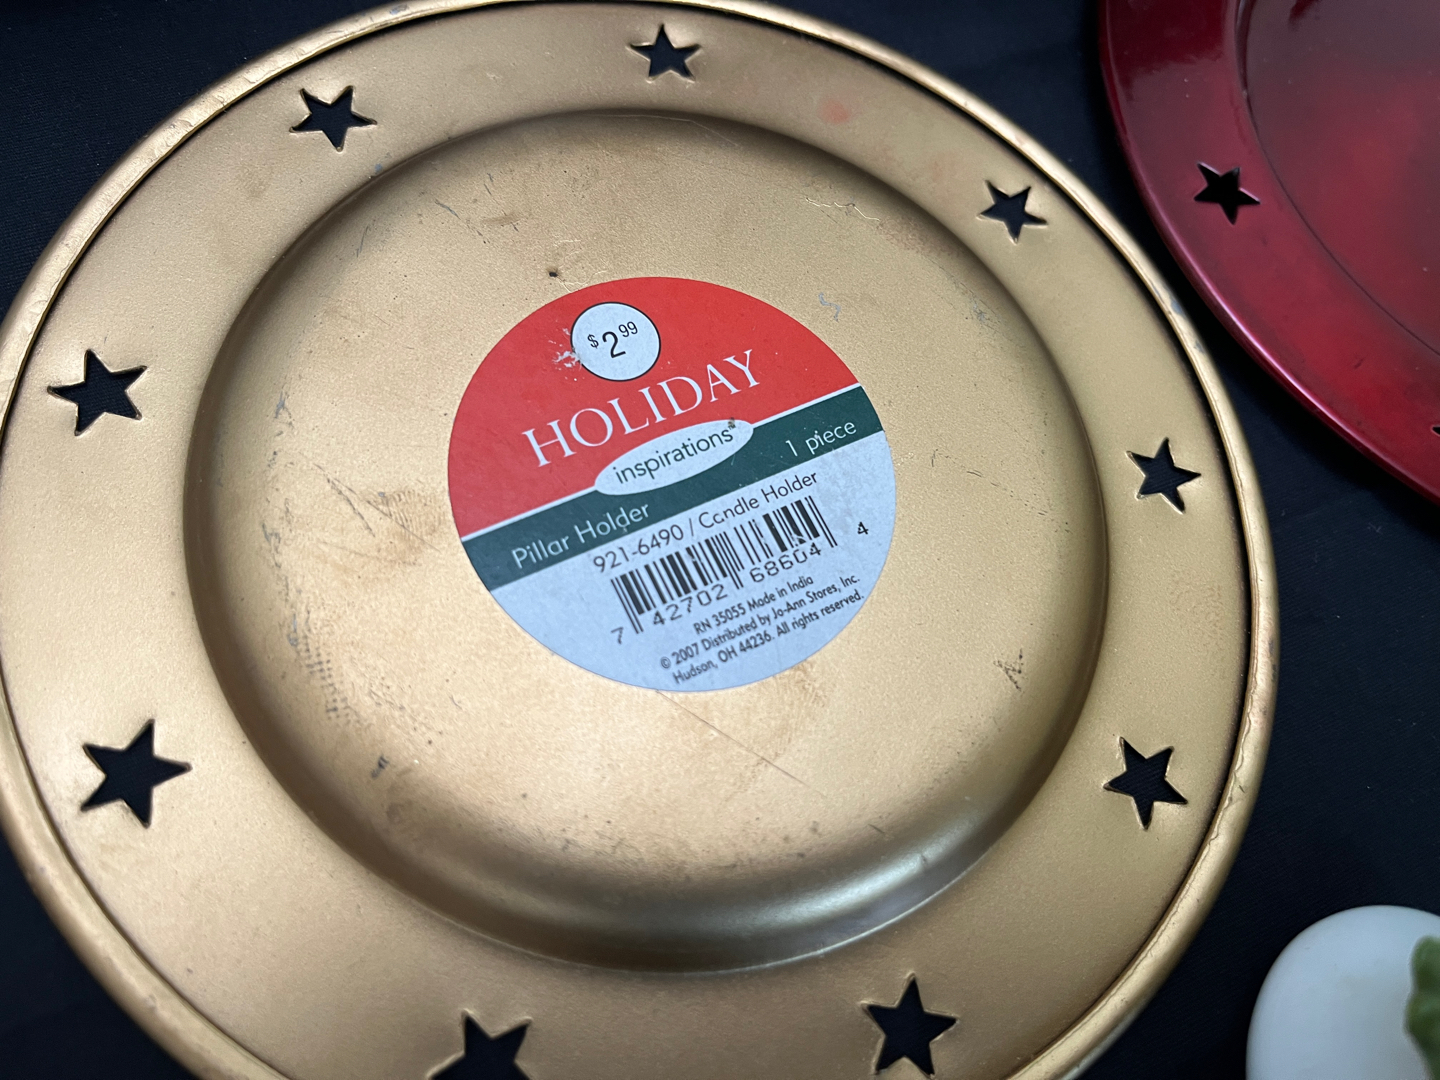 $2.99
HOLIDAY
inspirations™
1 piece
Pillar Holder
921-6490 / Candle Holder
7 42702 68604 4
RN 35055 Made in India
© 2007 Distributed by Jo-Ann Stores, Inc.
Hudson, OH 44236. All rights reserved.